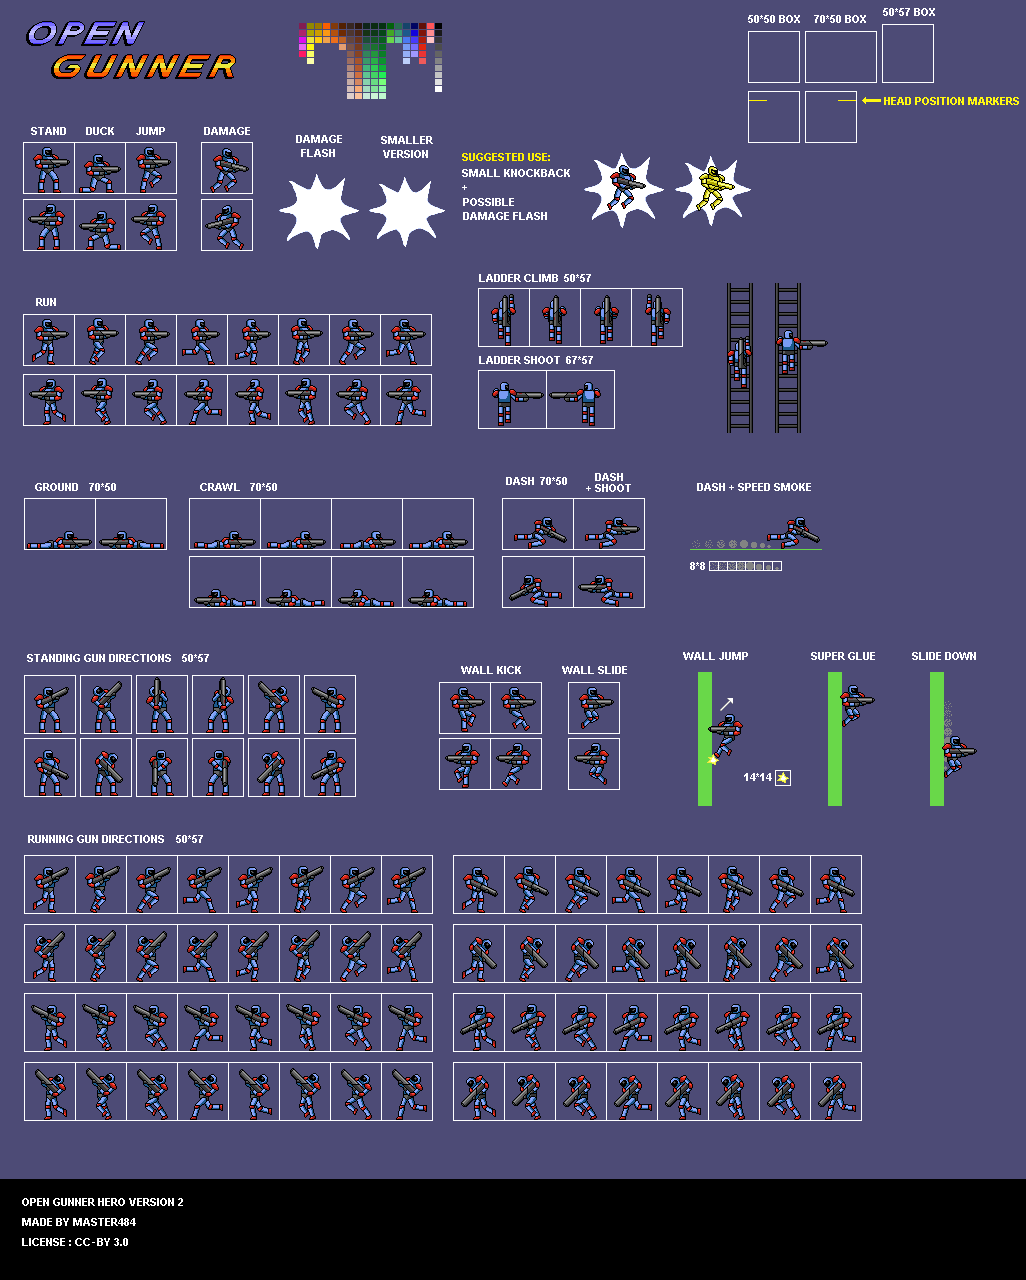 OPEN
GUNNER
50*50 BOX
70*50 BOX
50*57 BOX
HEAD POSITION MARKERS
STAND
DUCK
JUMP
DAMAGE
DAMAGE
FLASH
SMALLER
VERSION
SUGGESTED USE:
SMALL KNOCKBACK
+
POSSIBLE
DAMAGE FLASH
RUN
LADDER CLIMB 50*57
LADDER SHOOT 67*57
GROUND 70*50
CRAWL 70*50
DASH 70*50
DASH
+ SHOOT
DASH + SPEED SMOKE
8*8
STANDING GUN DIRECTIONS 50*57
WALL KICK
WALL SLIDE
WALL JUMP
SUPER GLUE
SLIDE DOWN
14*14
RUNNING GUN DIRECTIONS 50*57
OPEN GUNNER HERO VERSION 2
MADE BY MASTER484
LICENSE : CC-BY 3.0